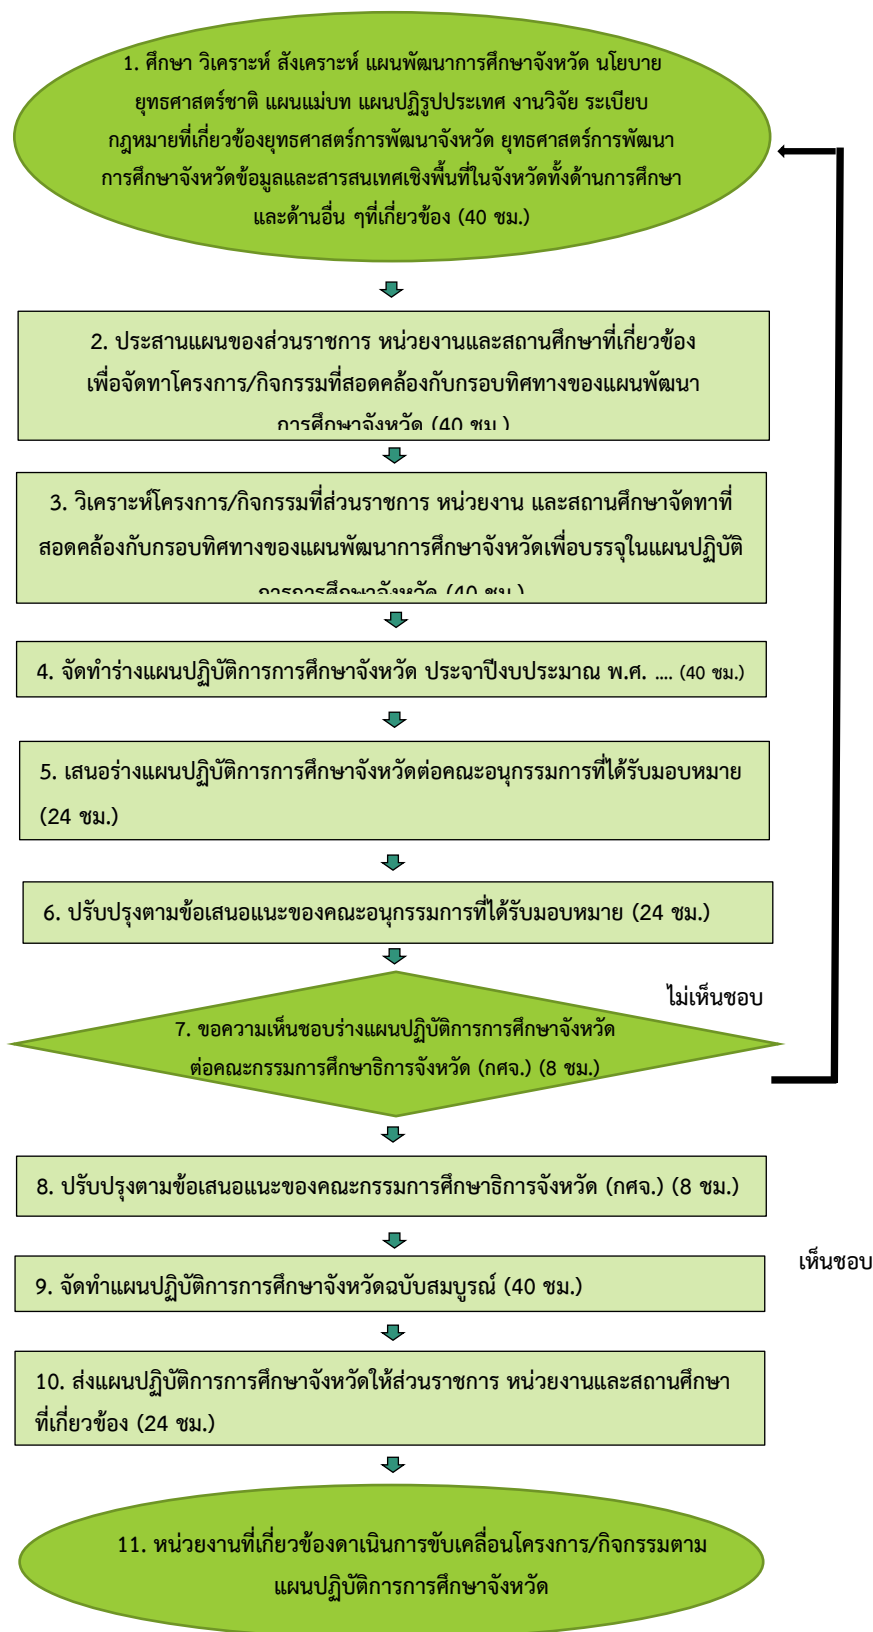 1. ศึกษา วิเคราะห์ สังเคราะห์ แผนพัฒนาการศึกษาจังหวัด นโยบาย
ยุทธศาสตร์ชาติ แผนแม่บท แผนปฏิรูปประเทศ งานวิจัย ระเบียบ
กฎหมายที่เกี่ยวข้องยุทธศาสตร์การพัฒนาจังหวัด ยุทธศาสตร์การพัฒนา
การศึกษาจังหวัดข้อมูลและสารสนเทศเชิงพื้นที่ในจังหวัดทั้งด้านการศึกษา
และด้านอื่น ๆที่เกี่ยวข้อง (40 ชม.)
2. ประสานแผนของส่วนราชการ หน่วยงานและสถานศึกษาที่เกี่ยวข้อง
เพื่อจัดทาโครงการ/กิจกรรมที่สอดคล้องกับกรอบทิศทางของแผนพัฒนา
การศึกษาจังหวัด (40 ชม.)
3. วิเคราะห์โครงการ/กิจกรรมที่ส่วนราชการ หน่วยงาน และสถานศึกษาจัดทาที่
สอดคล้องกับกรอบทิศทางของแผนพัฒนาการศึกษาจังหวัดเพื่อบรรจุในแผนปฏิบัติ
การการศึกษาจังหวัด (40 ชม.)
4. จัดทำร่างแผนปฏิบัติการการศึกษาจังหวัด ประจาปีงบประมาณ พ.ศ. .... (40 ชม.)
5. เสนอร่างแผนปฏิบัติการการศึกษาจังหวัดต่อคณะอนุกรรมการที่ได้รับมอบหมาย
(24 ชม.)
6. ปรับปรุงตามข้อเสนอแนะของคณะอนุกรรมการที่ได้รับมอบหมาย (24 ชม.)
ไม่เห็นชอบ
7. ขอความเห็นชอบร่างแผนปฏิบัติการการศึกษาจังหวัด
ต่อคณะกรรมการศึกษาธิการจังหวัด (กศจ.) (8 ชม.)
8. ปรับปรุงตามข้อเสนอแนะของคณะกรรมการศึกษาธิการจังหวัด (กศจ.) (8 ชม.)
เห็นชอบ
9. จัดทำแผนปฏิบัติการการศึกษาจังหวัดฉบับสมบูรณ์ (40 ชม.)
10. ส่งแผนปฏิบัติการการศึกษาจังหวัดให้ส่วนราชการ หน่วยงานและสถานศึกษา
ที่เกี่ยวข้อง (24 ชม.)
11. หน่วยงานที่เกี่ยวข้องดาเนินการขับเคลื่อนโครงการ/กิจกรรมตาม
แผนปฏิบัติการการศึกษาจังหวัด